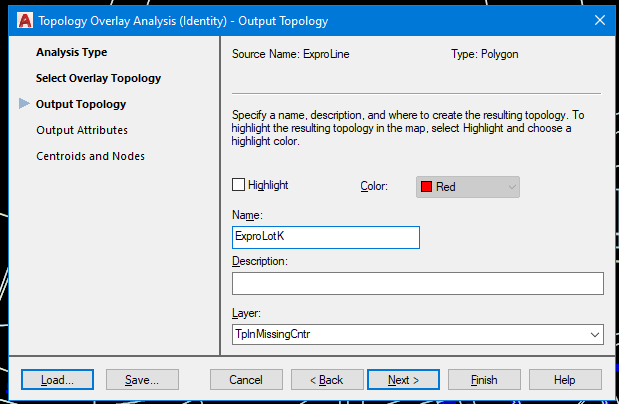 Topology Overlay Analysis (Identity) - Output Topology
Analysis Type
Select Overlay Topology
Output Topology
Output Attributes
Centroids and Nodes
Source Name: ExproLine Type: Polygon
Specify a name, description, and where to create the resulting topology. To
highlight the resulting topology in the map, select Highlight and choose a
highlight color.
Highlight Color: Red
Name:
ExproLotK
Description:
Layer:
TplnMissingCntr
Load... Save... Cancel < Back Next > Finish Help